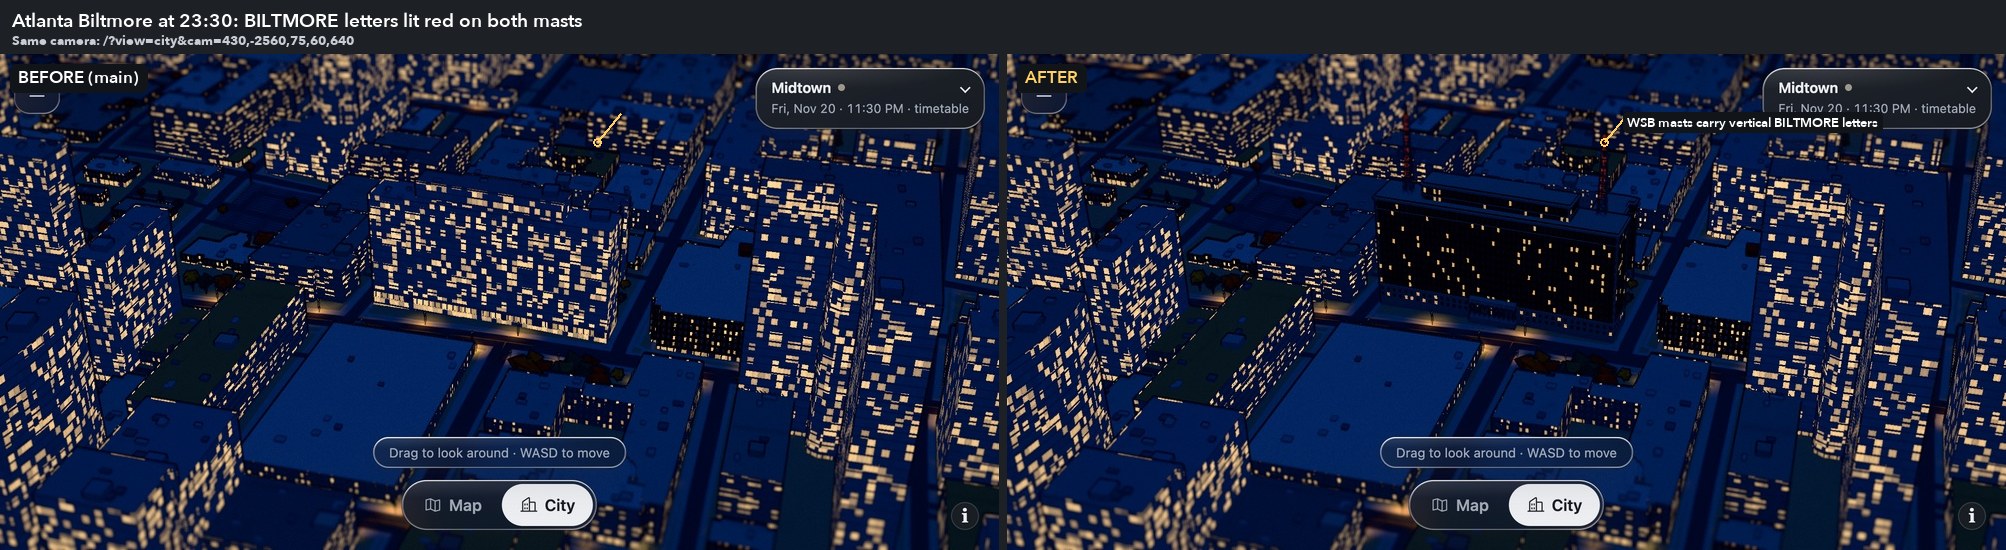 Atlanta Biltmore at 23:30: BILTMORE letters lit red on both masts
Same camera: /?view=city&cam=430,-2560,75,60,640
BEFORE (main)
Midtown
Fri, Nov 20 · 11:30 PM · timetable
Drag to look around · WASD to move
Map
City
AFTER
Midtown
Fri, Nov 20 · 11:30 PM · timetable
WSB masts carry vertical BILTMORE letters
Drag to look around · WASD to move
Map
City